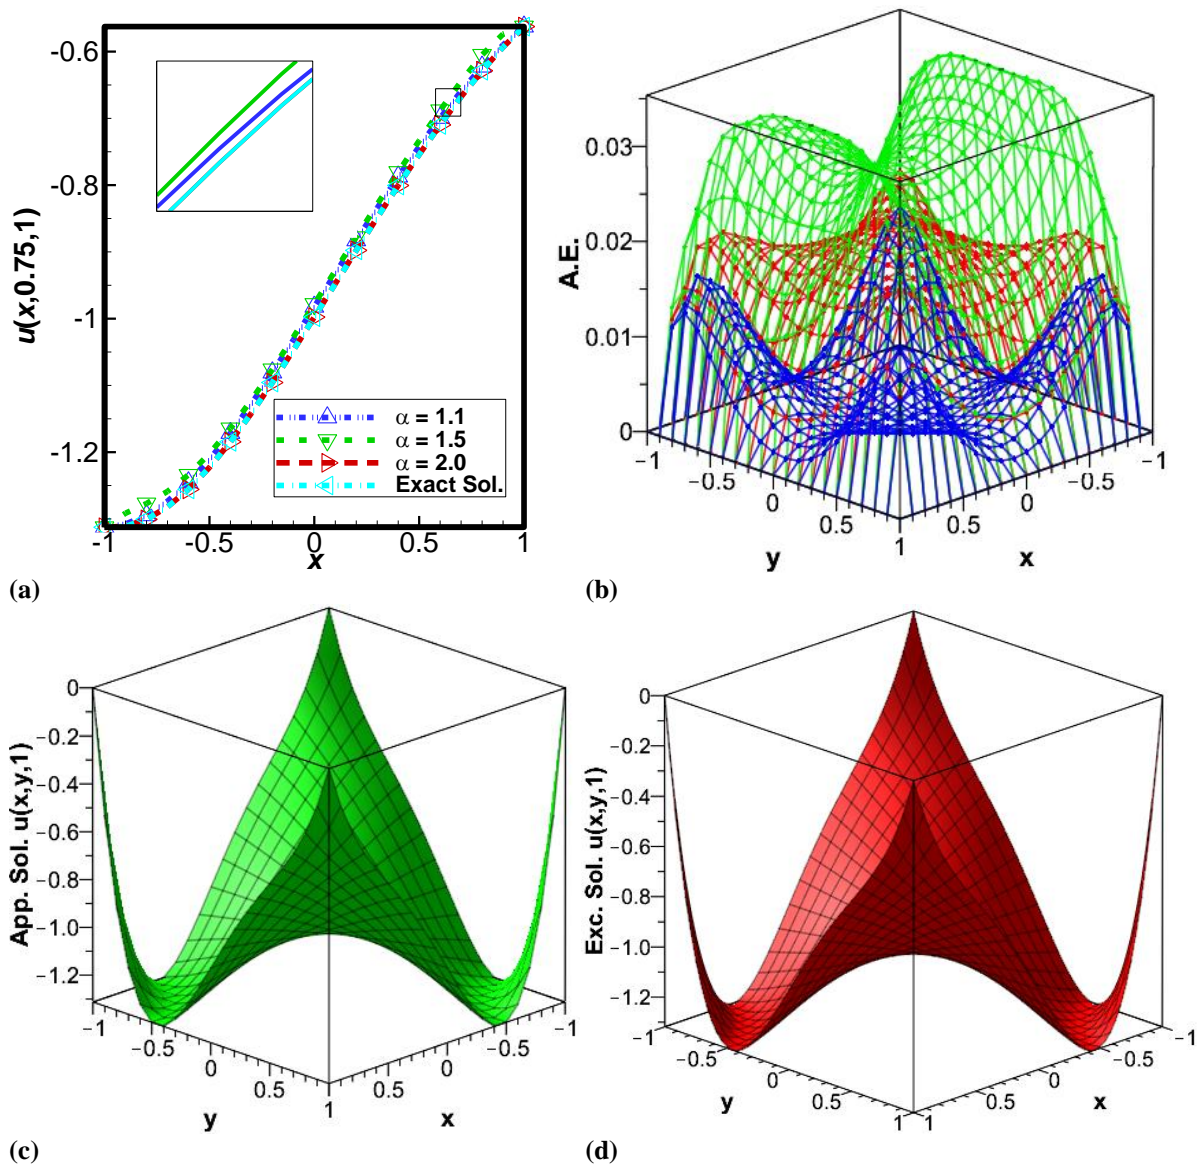 u(x,0.75,1)
-0.6
-0.8
-1
-1.2
α = 1.1
α = 1.5
α = 2.0
Exact Sol.
-1
-0.5
0
0.5
1
x
(a)
A.E.
0.03
0.02
0.01
0
−1
−0.5
0
0.5
1
y
−1
−0.5
0
0.5
x
(b)
App. Sol. u(x,y,1)
0
−0.2
−0.4
−0.6
−0.8
−1.0
−1.2
−1
−0.5
0
0.5
1
y
−1
−0.5
0
0.5
x
(c)
Exc. Sol. u(x,y,1)
0
−0.2
−0.4
−0.6
−0.8
−1.0
−1.2
−1
−0.5
0
0.5
1
y
−1
−0.5
0
0.5
1
x
(d)